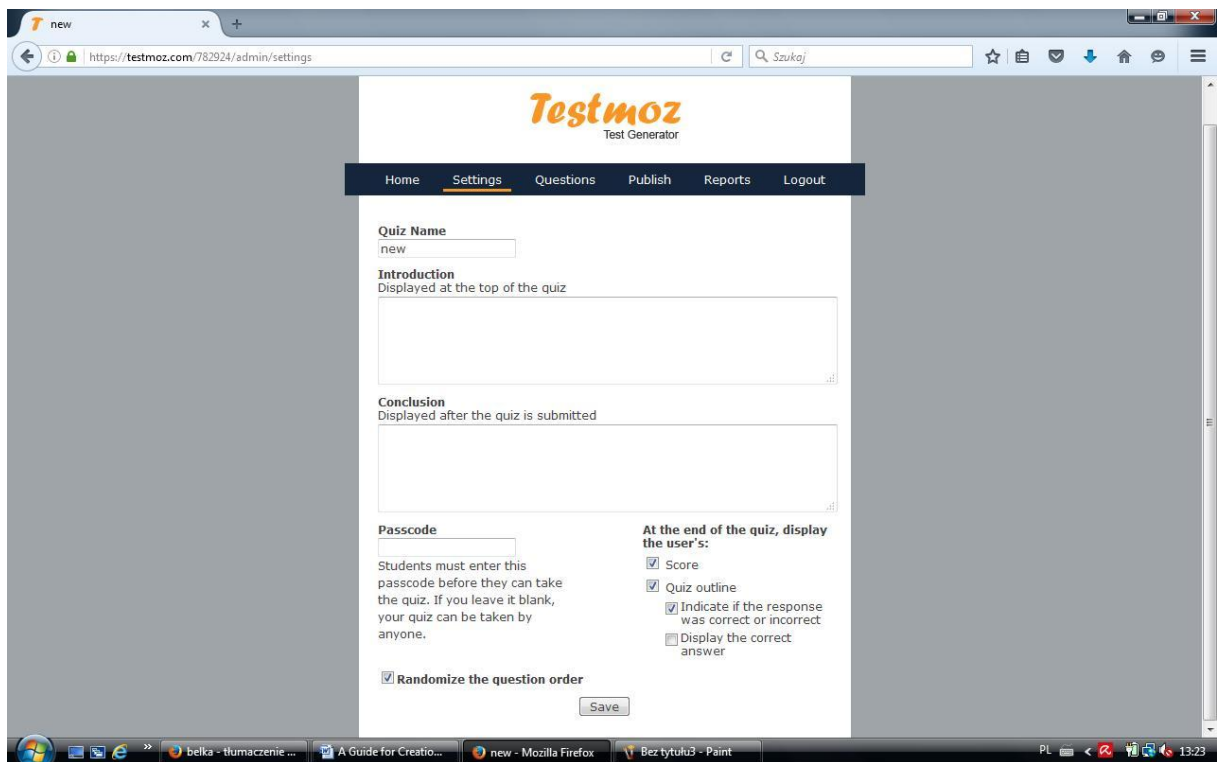 new
https://testmoz.com/782924/admin/settings
Szukaj
Testmoz
Test Generator
Home Settings Questions Publish Reports Logout
Quiz Name
new
Introduction
Displayed at the top of the quiz
Conclusion
Displayed after the quiz is submitted
Passcode
Students must enter this
passcode before they can take
the quiz. If you leave it blank,
your quiz can be taken by
anyone.
At the end of the quiz, display
the user's:
Score
Quiz outline
Indicate if the response
was correct or incorrect
Display the correct
answer
Randomize the question order
Save
belka - tłumaczenie ... A Guide for Creatio... new - Mozilla Firefox Bez tytułu3 - Paint PL 13:23